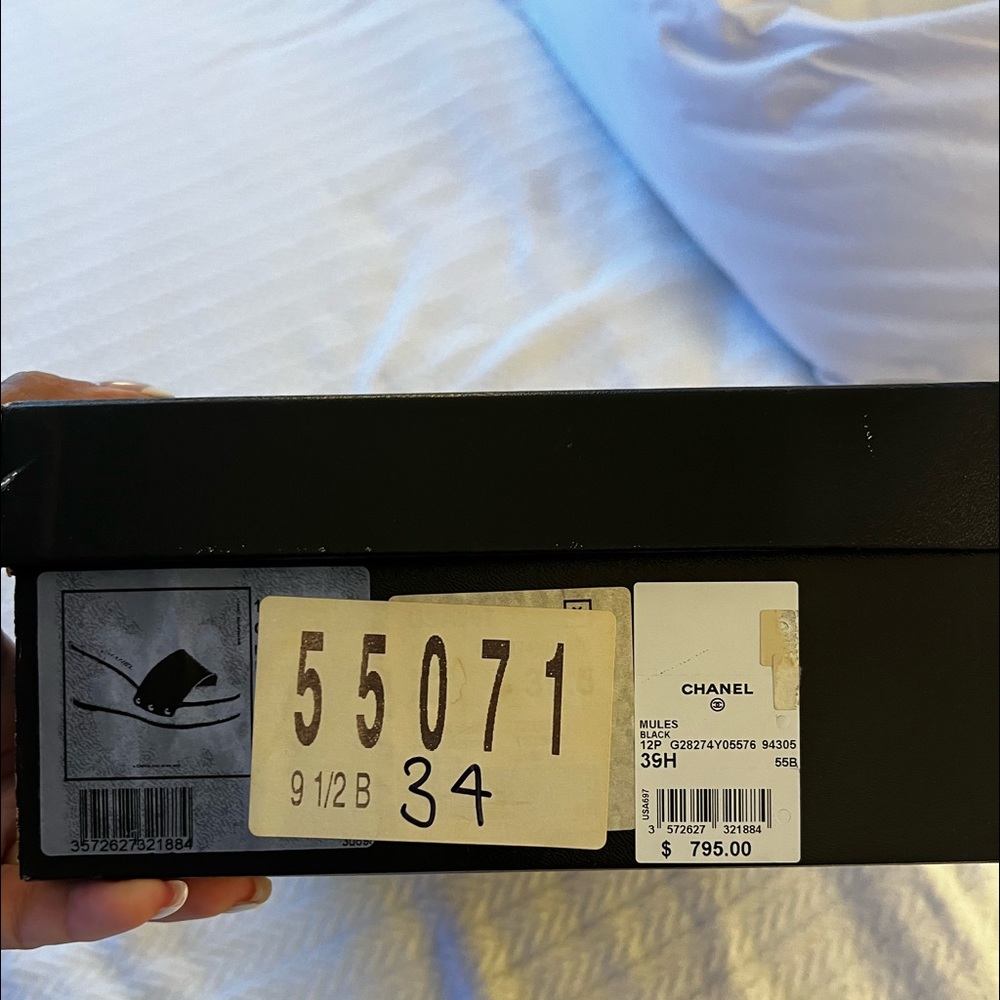 3572627321884
55071
9 1/2 B 34
CHANEL
MULES
BLACK
12P G28274Y05576 94305
39H 55B
USA697
3 572627 321884
$ 795.00